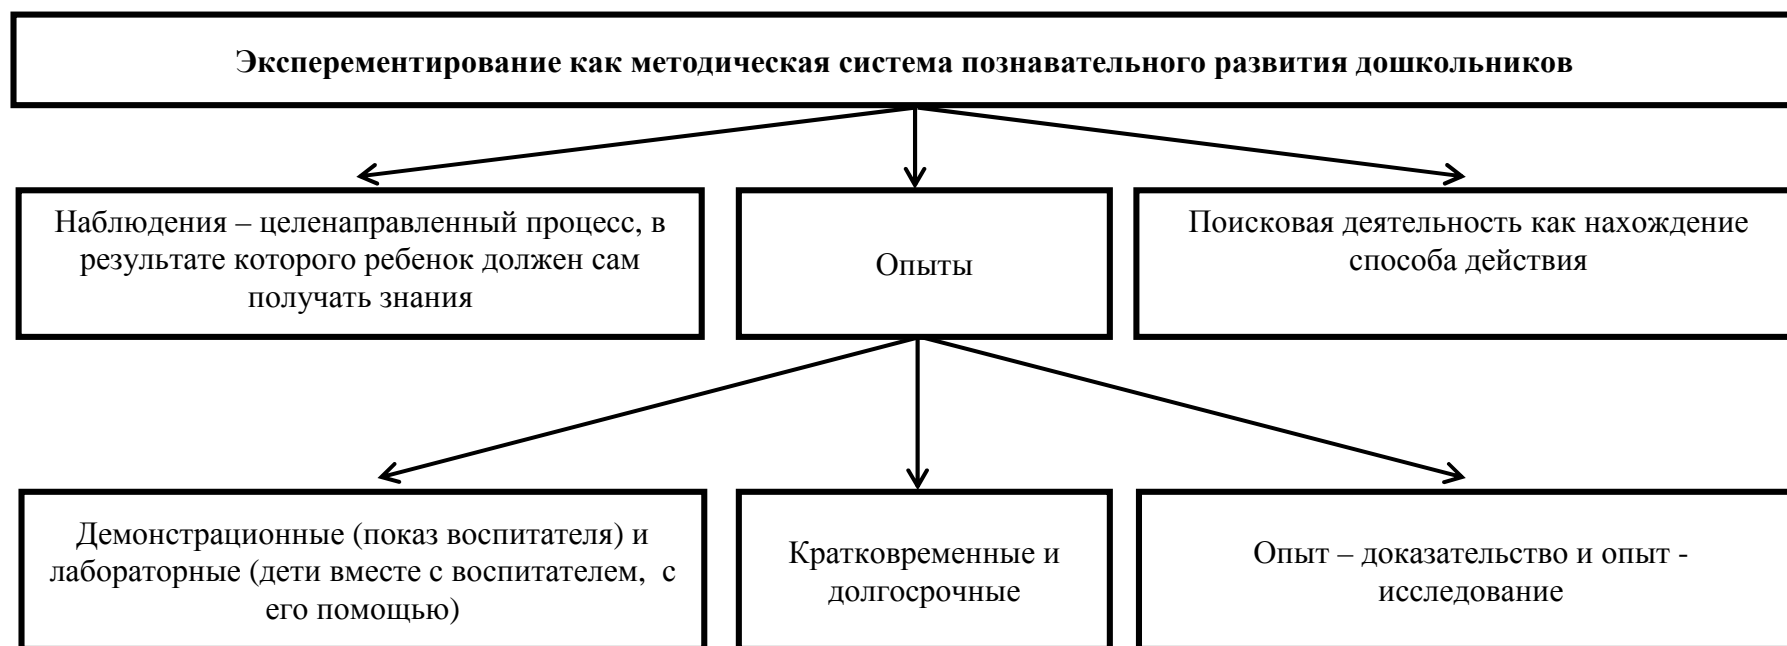 Эксперементирование как методическая система познавательного развития дошкольников
Наблюдения – целенаправленный процесс, в
результате которого ребенок должен сам
получать знания
Опыты
Поисковая деятельность как нахождение
способа действия
Демонстрационные (показ воспитателя) и
лабораторные (дети вместе с воспитателем, с
его помощью)
Кратковременные и
долгосрочные
Опыт – доказательство и опыт -
исследование